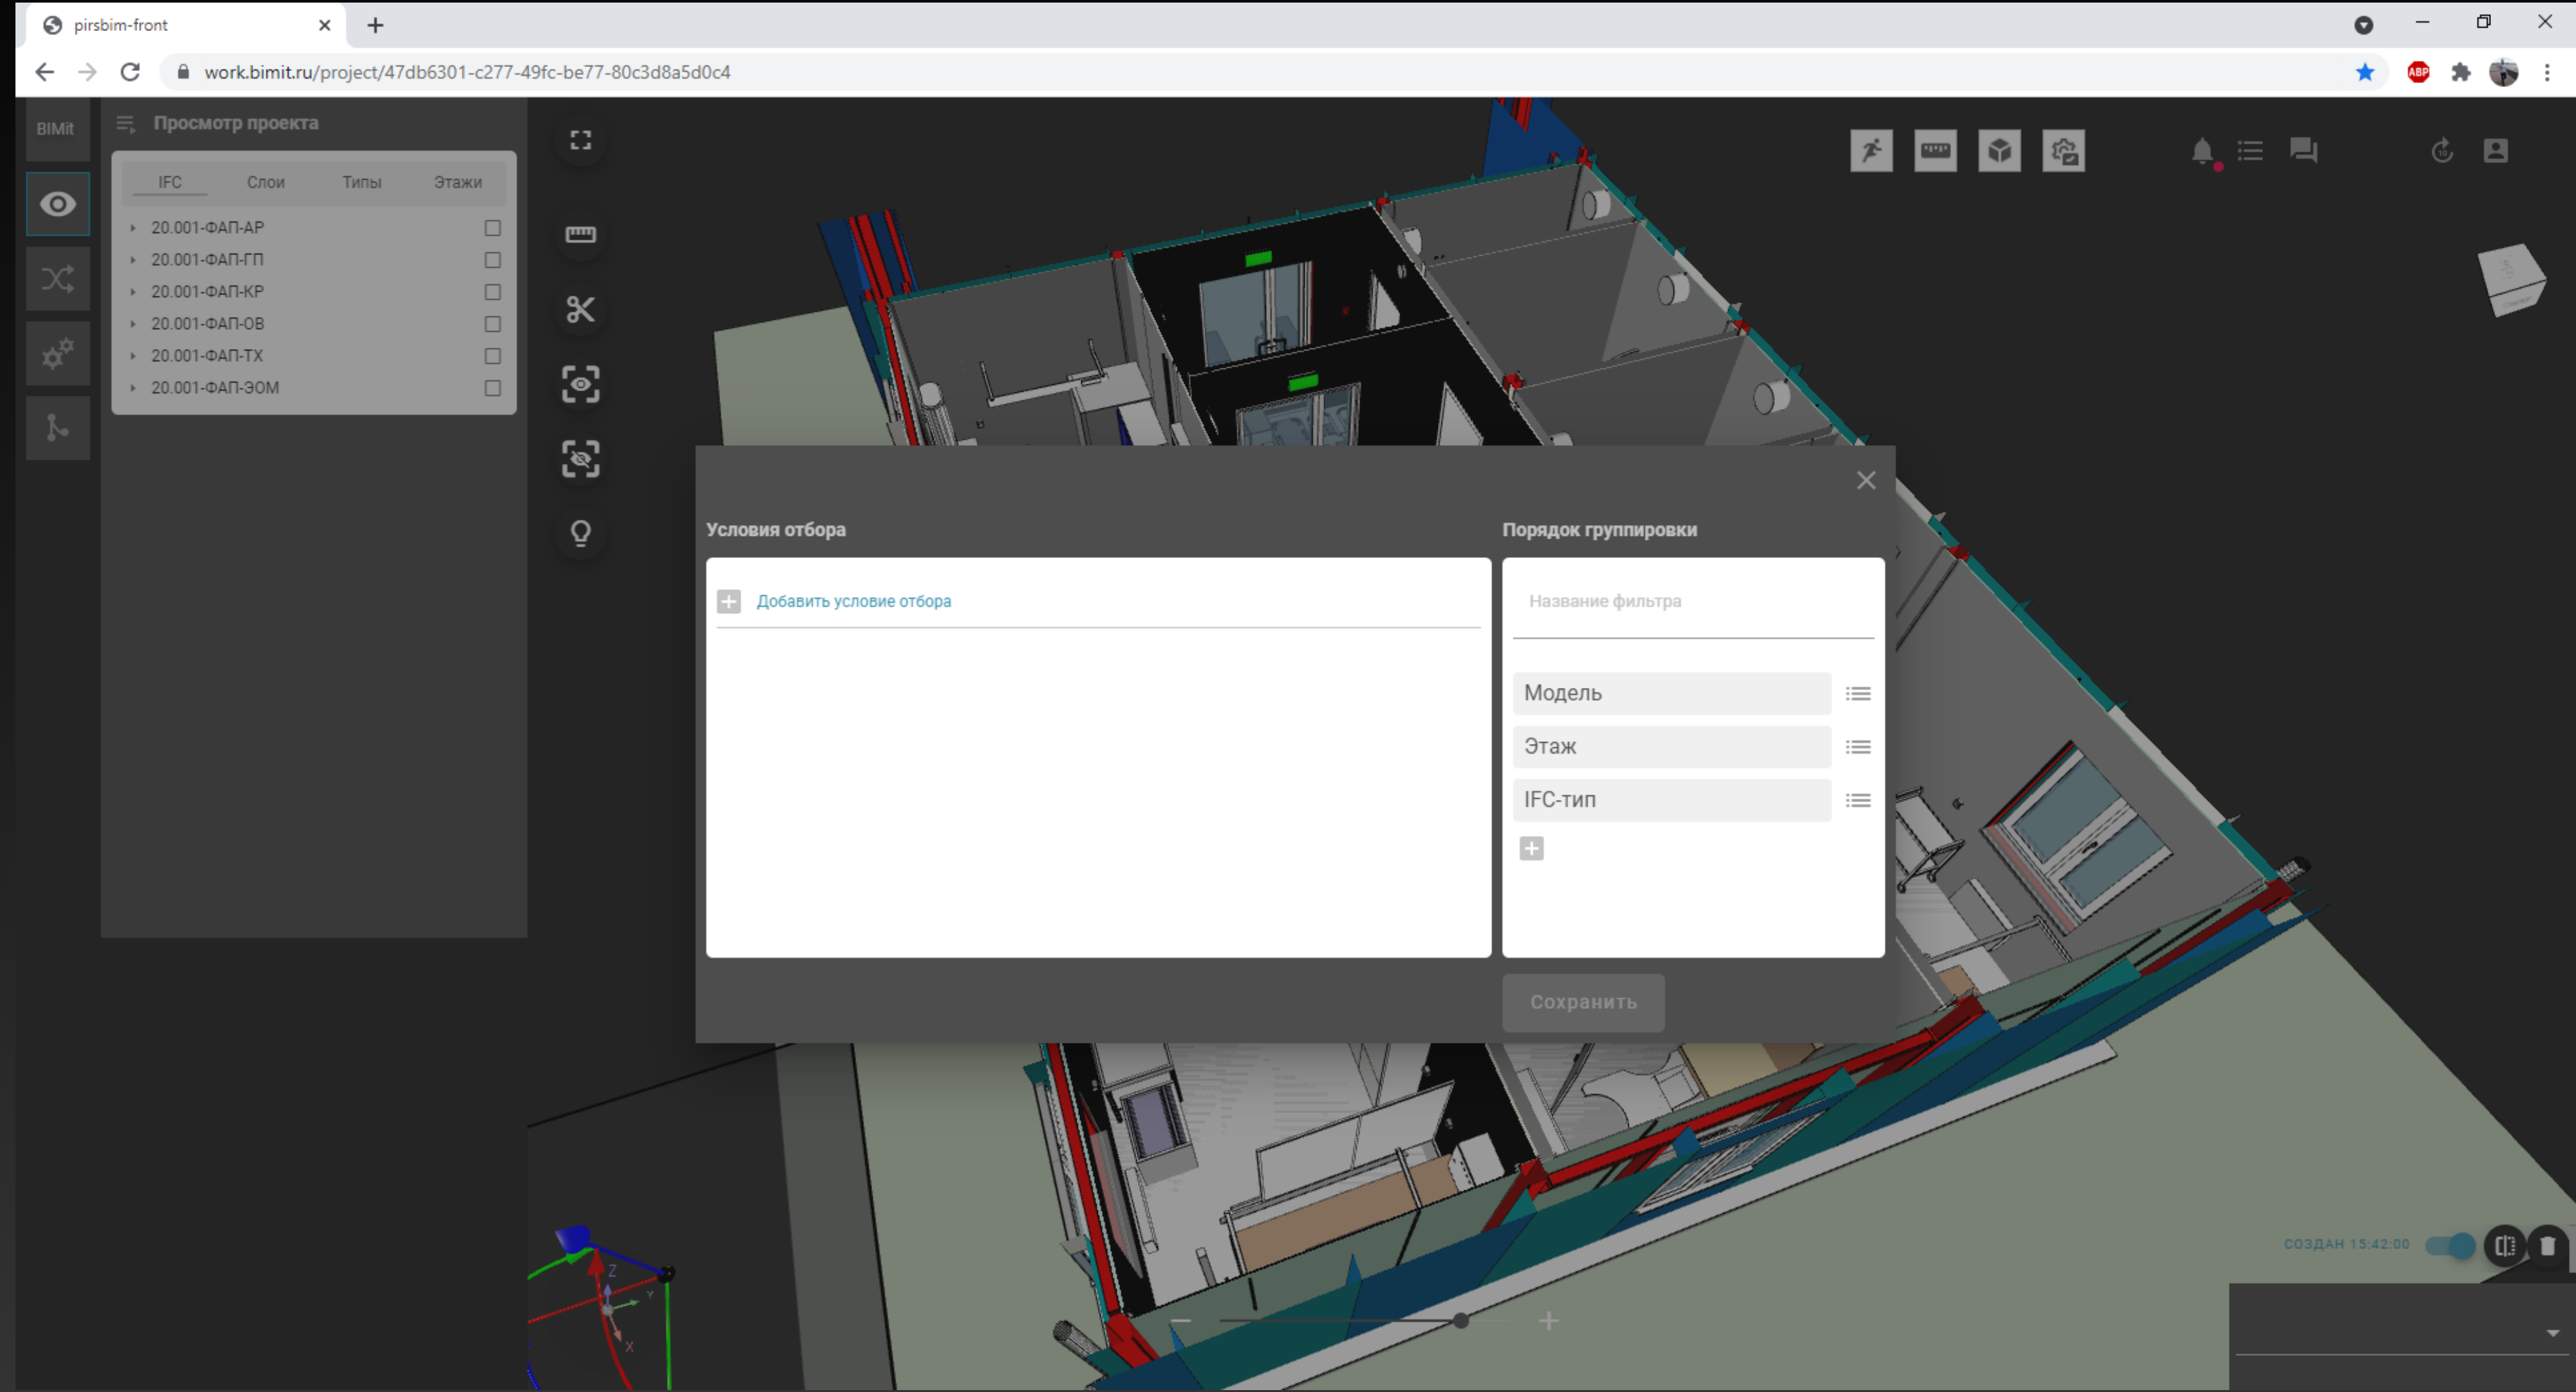 pirsbim-front
work.bimit.ru/project/47db6301-c277-49fc-be77-80c3d8a5d0c4
ABP
BIMit
Просмотр проекта
IFC Слои Типы Этажи
20.001-ФАП-АР
20.001-ФАП-ГП
20.001-ФАП-КР
20.001-ФАП-ОВ
20.001-ФАП-ТХ
20.001-ФАП-ЭОМ
10
Условия отбора
Добавить условие отбора
Порядок группировки
Название фильтра
Модель
Этаж
IFC-тип
Сохранить
СОЗДАН 15:42:00
Z
Y
X